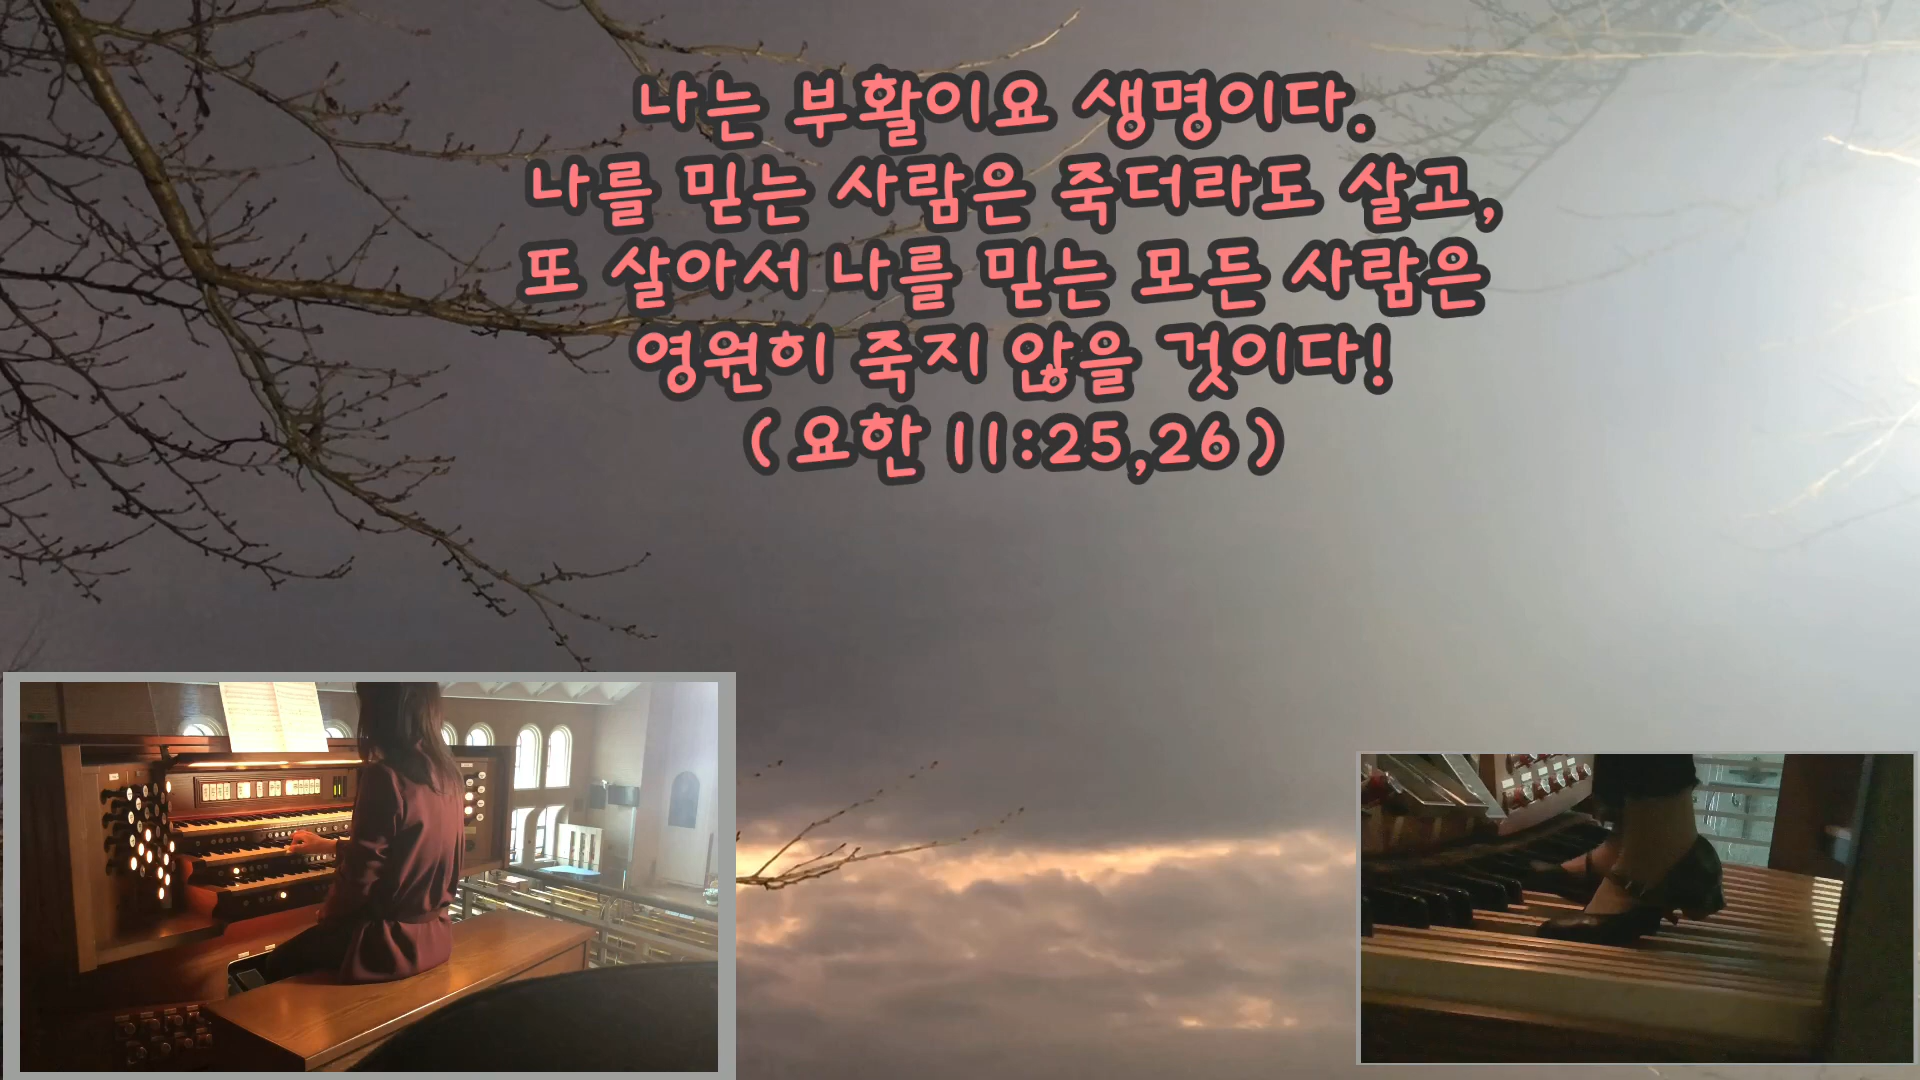 나는 부활이요 생명이다.
나를 믿는 사람은 죽더라도 살고,
또 살아서 나를 믿는 모든 사람은
영원히 죽지 않을 것이다!
( 요한 11:25,26 )